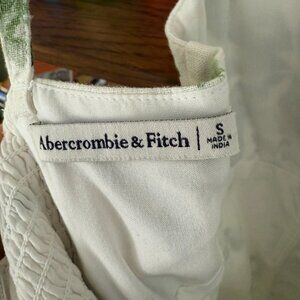 Abercrombie & Fitch | S
MADE IN
INDIA